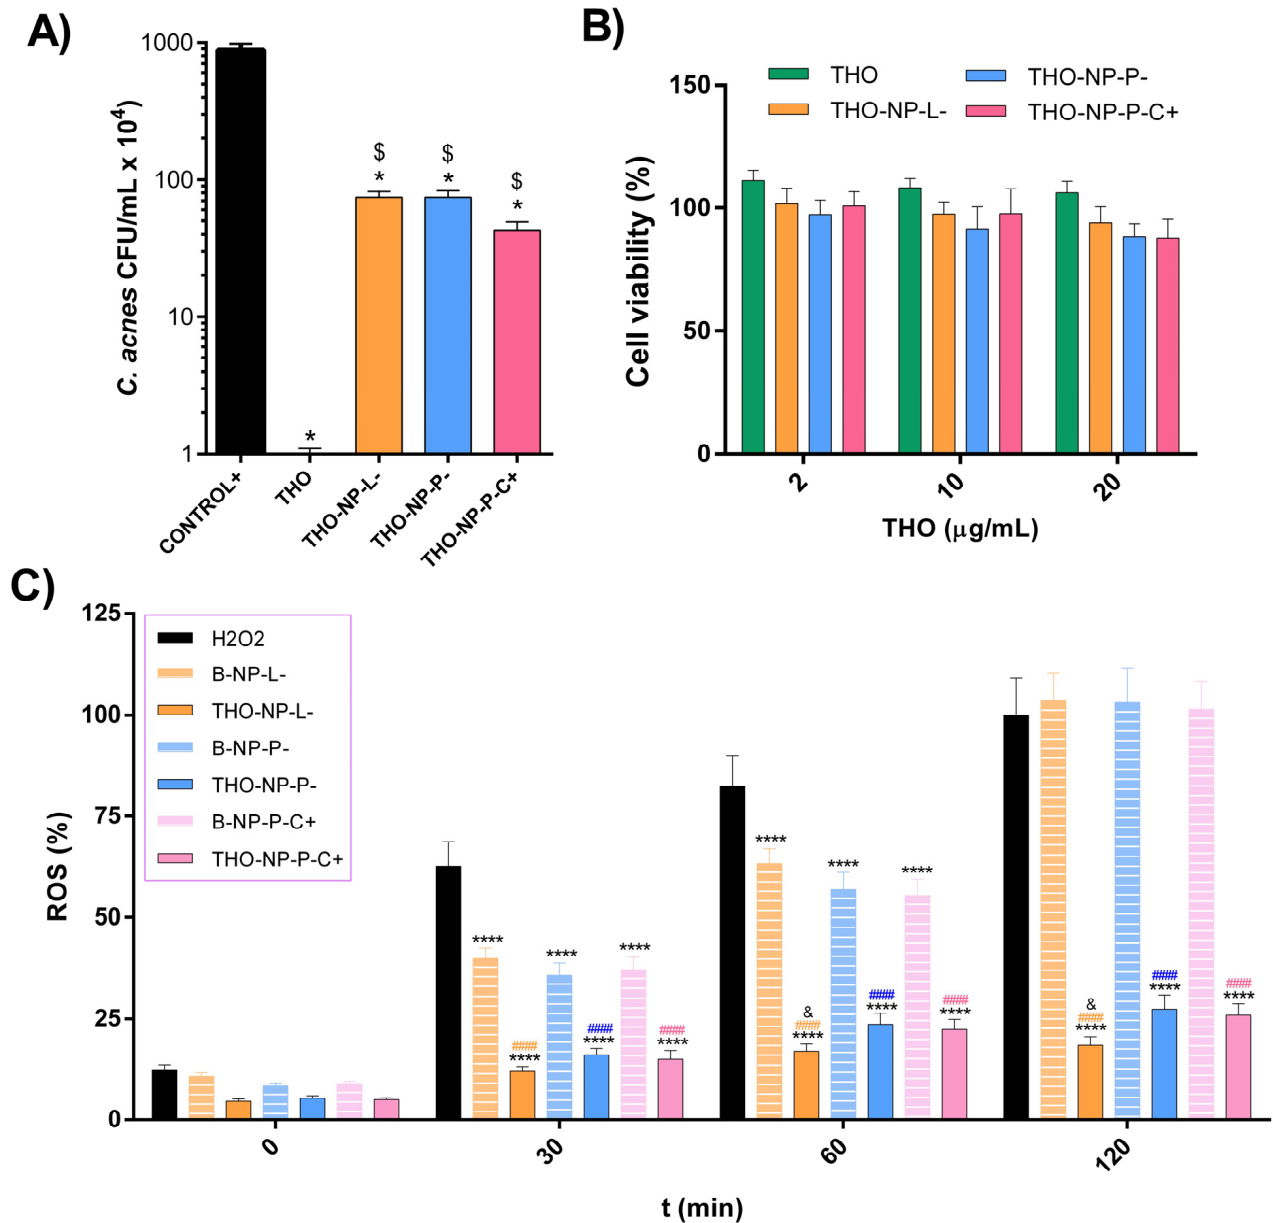 A)
C. acnes CFU/mL x 10⁴
1000
100
10
1
*
$
*
$
*
$
*
CONTROL+
THO
THO-NP-L-
THO-NP-P-
THO-NP-P-C+
B)
THO
THO-NP-P-
THO-NP-L-
THO-NP-P-C+
Cell viability (%)
150
100
50
0
2
10
20
THO (μg/mL)
C)
ROS (%)
125
100
75
50
25
0
H2O2
B-NP-L-
THO-NP-L-
B-NP-P-
THO-NP-P-
B-NP-P-C+
THO-NP-P-C+
****
####
****
****
####
****
****
####
****
****
&
####
****
****
####
****
****
####
****
&
####
****
####
****
####
****
0
30
60
120
t (min)